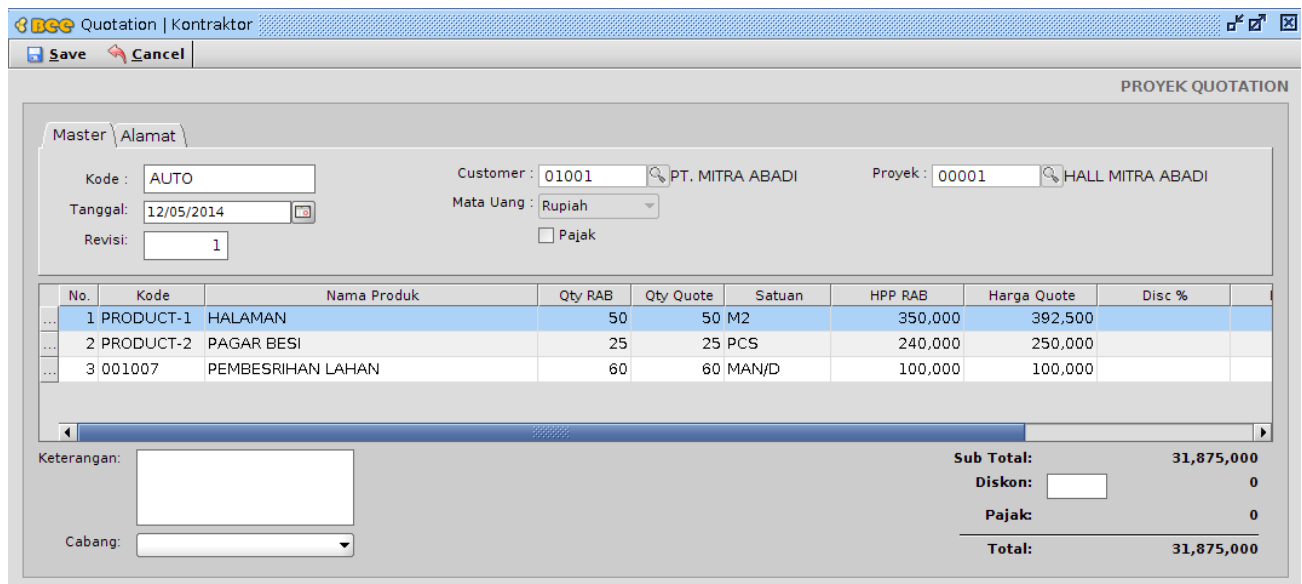 Bee Quotation | Kontraktor
Save Cancel
PROYEK QUOTATION
Master Alamat
Kode : AUTO Customer : 01001 PT. MITRA ABADI Proyek : 00001 HALL MITRA ABADI
Tanggal: 12/05/2014 Mata Uang : Rupiah
Revisi: 1 Pajak
No. Kode Nama Produk Qty RAB Qty Quote Satuan HPP RAB Harga Quote Disc %
... 1 PRODUCT-1 HALAMAN 50 50 M2 350,000 392,500
... 2 PRODUCT-2 PAGAR BESI 25 25 PCS 240,000 250,000
... 3 001007 PEMBESRIHAN LAHAN 60 60 MAN/D 100,000 100,000
Keterangan: Sub Total: 31,875,000
Diskon: 0
Pajak: 0
Cabang: Total: 31,875,000